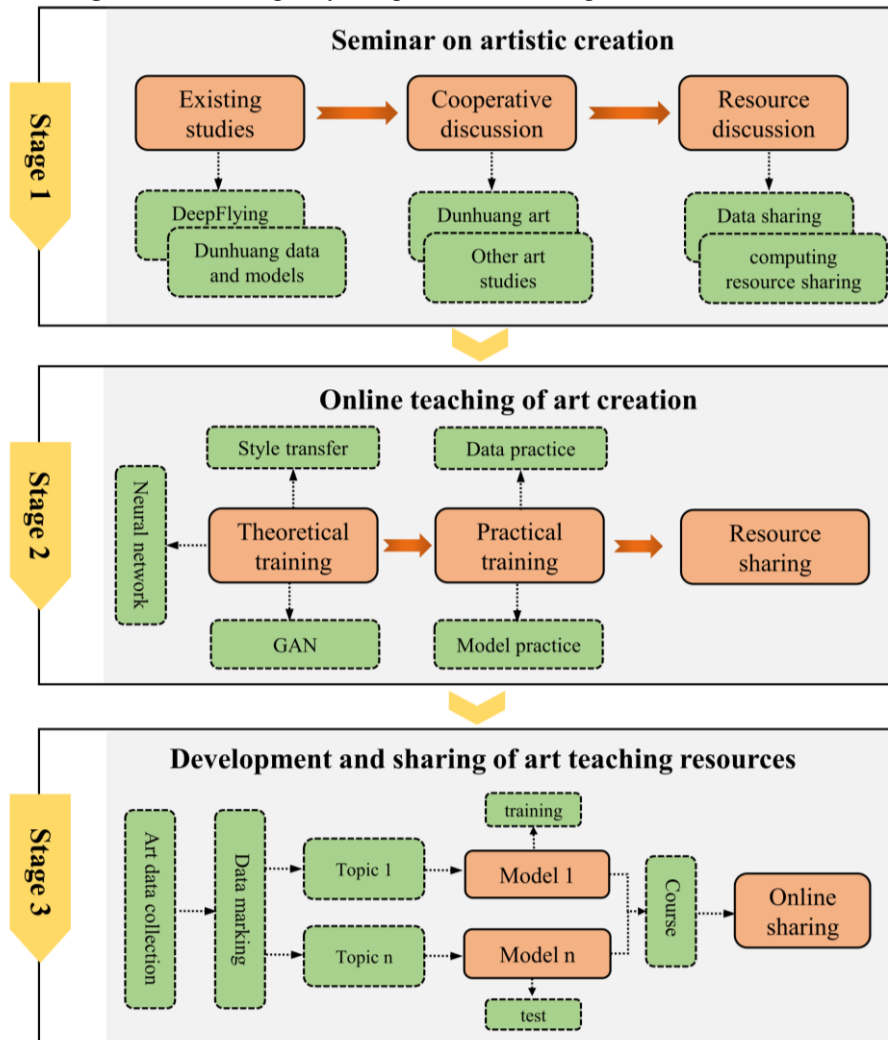 Seminar on artistic creation
Stage 1
Existing
studies
Cooperative
discussion
Resource
discussion
DeepFlying
Dunhuang data
and models
Dunhuang art
Other art
studies
Data sharing
computing
resource sharing
Online teaching of art creation
Stage 2
Style transfer
Data practice
Neural network
Theoretical
training
Practical
training
Resource
sharing
GAN
Model practice
Development and sharing of art teaching resources
Stage 3
training
Art data collection
Data marking
Topic 1
Model 1
Course
Online
sharing
Topic n
Model n
test